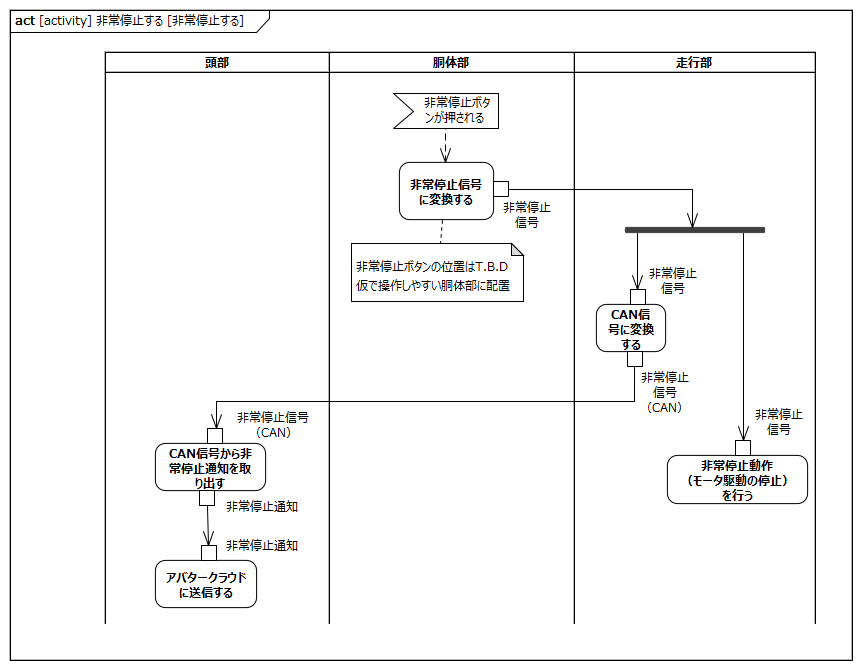 act [activity] 非常停止する [非常停止する]
頭部
胴体部
走行部
非常停止ボタ
ンが押される
非常停止信号
に変換する
非常停止
信号
非常停止ボタンの位置はT.B.D
仮で操作しやすい胴体部に配置
非常停止
信号
CAN信
号に変換
する
非常停止
信号
（CAN）
非常停止信号
（CAN）
CAN信号から非
常停止通知を取
り出す
非常停止通知
非常停止通知
アバタークラウド
に送信する
非常停止
信号
非常停止動作
（モータ駆動の停止）
を行う